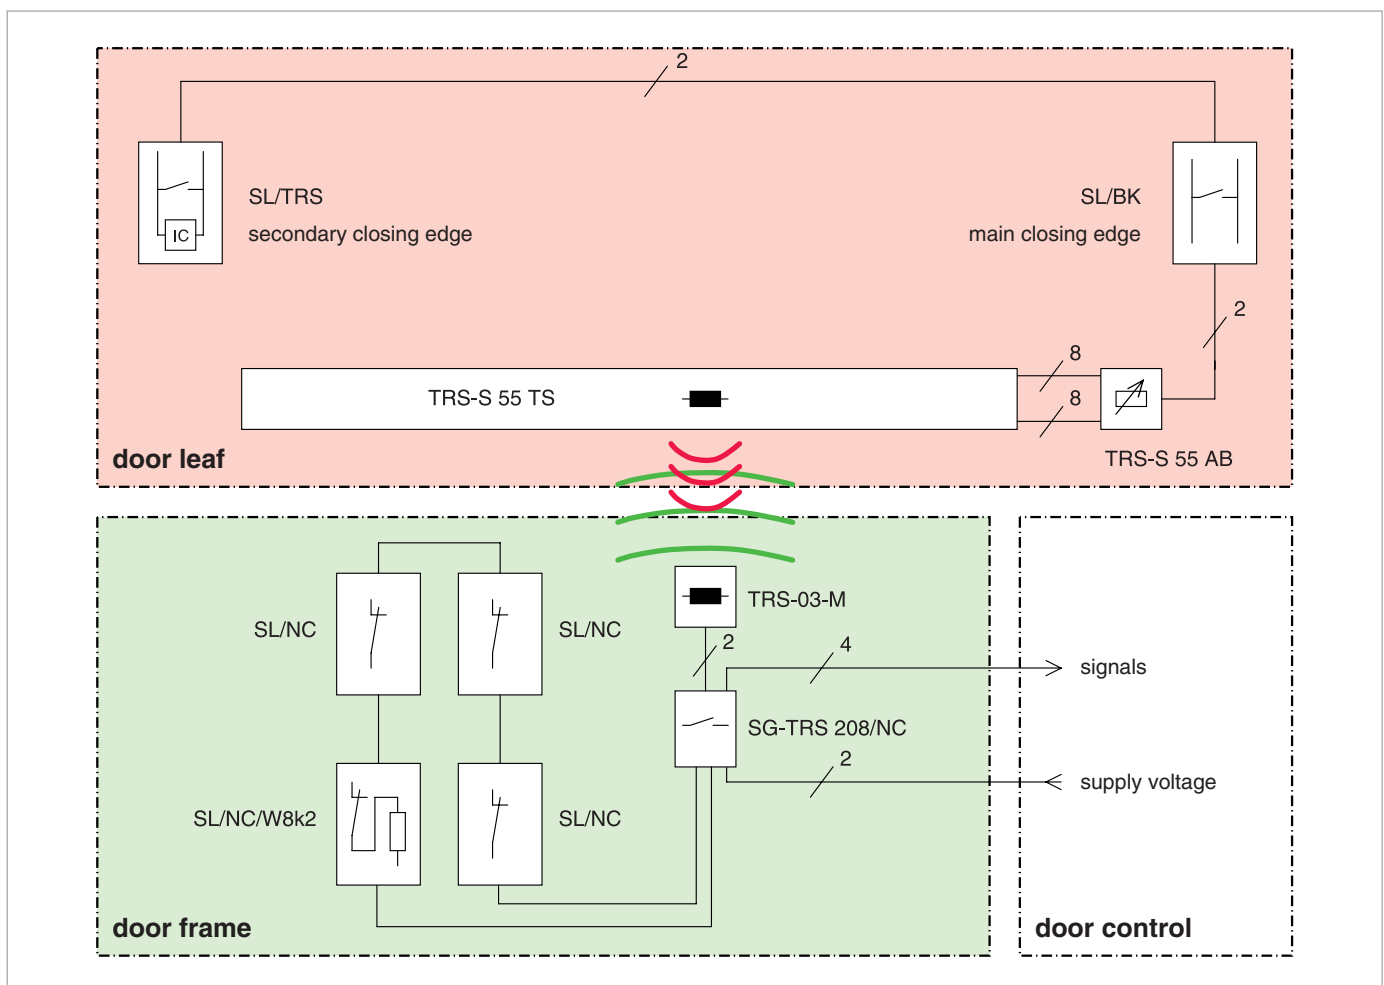 2
SL/TRS
secondary closing edge
IC
SL/BK
main closing edge
2
8
8
TRS-S 55 TS
TRS-S 55 AB
door leaf
SL/NC
SL/NC
TRS-03-M
2
4
signals
SG-TRS 208/NC
2
supply voltage
SL/NC/W8k2
SL/NC
door frame
door control